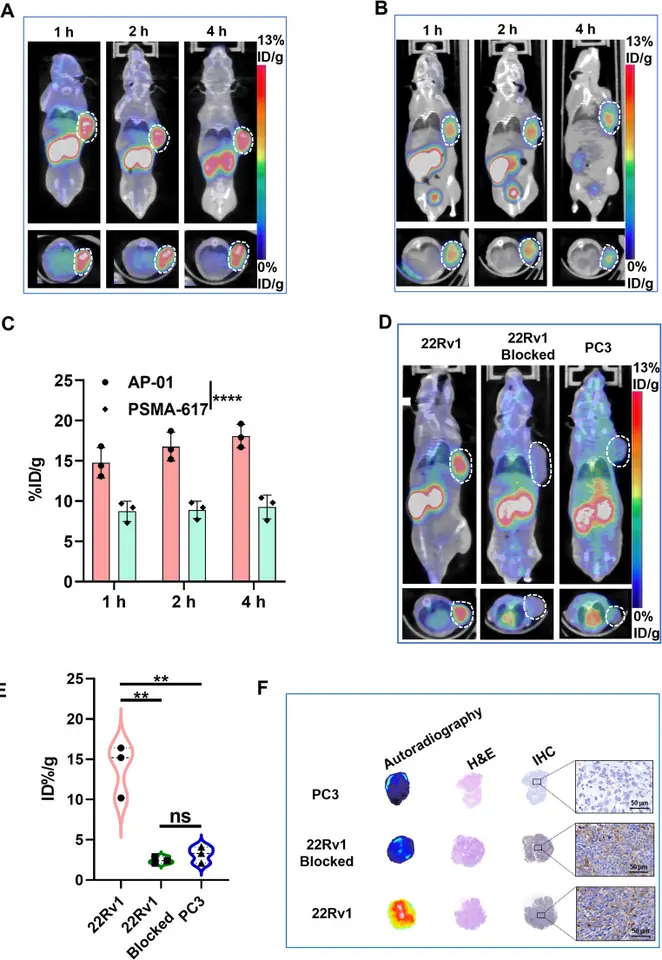 A
1 h
2 h
4 h
13%
ID/g
0%
ID/g
B
1 h
2 h
4 h
13%
ID/g
0%
ID/g
C
AP-01
PSMA-617
****
%ID/g
25
20
15
10
5
0
1 h
2 h
4 h
D
22Rv1
22Rv1
Blocked
PC3
13%
ID/g
0%
ID/g
E
ID%/g
25
20
15
10
5
0
**
**
ns
22Rv1
22Rv1
Blocked
PC3
F
Autoradiography
H&E
IHC
PC3
50 μm
22Rv1
Blocked
50 μm
22Rv1
50 μm